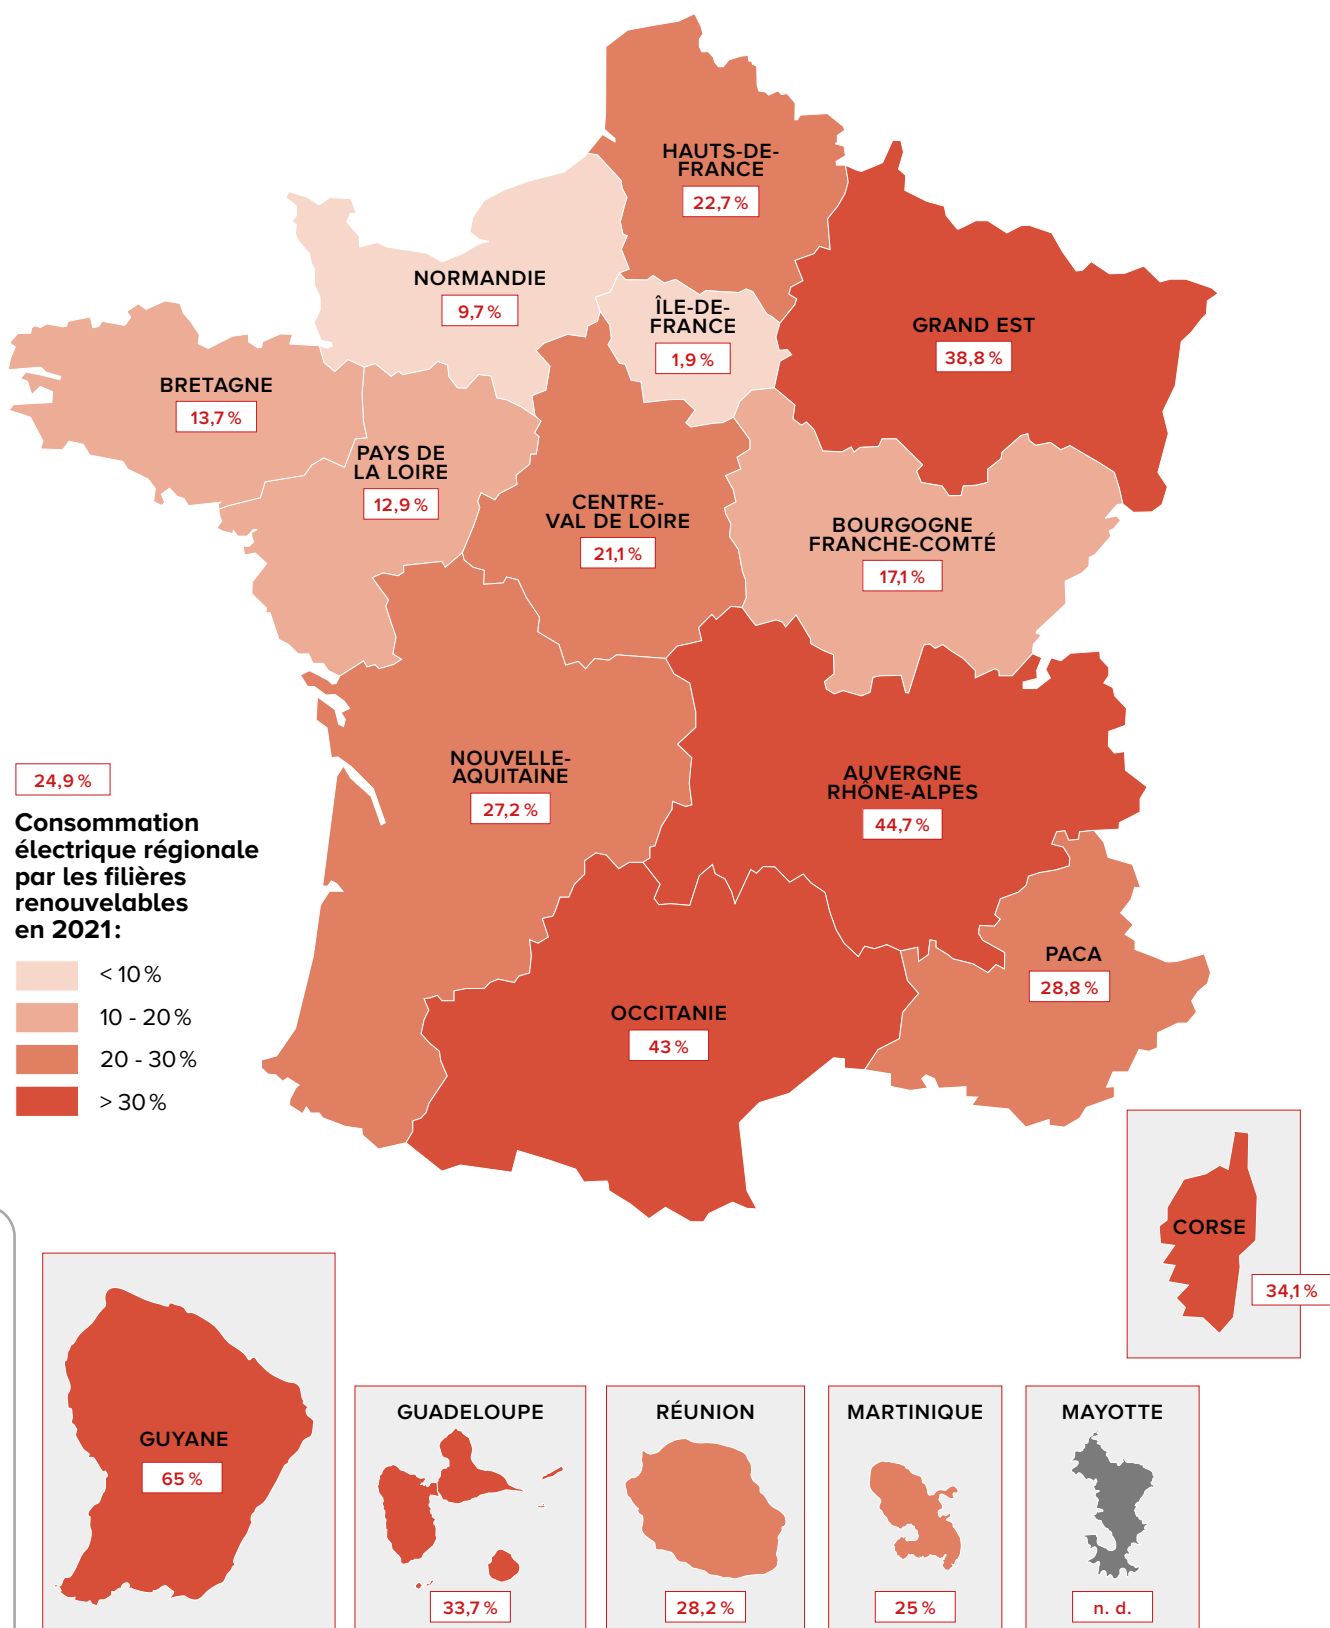 HAUTS-DE-
FRANCE
22,7 %
NORMANDIE
9,7 %
ÎLE-DE-
FRANCE
1,9 %
GRAND EST
38,8 %
BRETAGNE
13,7 %
PAYS DE
LA LOIRE
12,9 %
CENTRE-
VAL DE LOIRE
21,1 %
BOURGOGNE
FRANCHE-COMTÉ
17,1 %
NOUVELLE-
AQUITAINE
27,2 %
AUVERGNE
RHÔNE-ALPES
44,7 %
24,9 %
Consommation
électrique régionale
par les filières
renouvelables
en 2021 :
< 10 %
10 - 20 %
20 - 30 %
> 30 %
PACA
28,8 %
OCCITANIE
43 %
CORSE
34,1 %
GUYANE
65 %
GUADELOUPE
33,7 %
RÉUNION
28,2 %
MARTINIQUE
25 %
MAYOTTE
n. d.